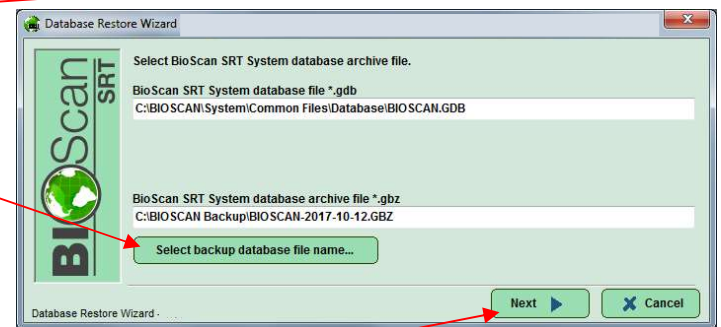 Database Restore Wizard
BIOScan
SRT
Select BioScan SRT System database archive file.
BioScan SRT System database file *.gdb
C:\BIOSCAN\System\Common Files\Database\BIOSCAN.GDB
BioScan SRT System database archive file *.gbz
C:\BIOSCAN Backup\BIOSCAN-2017-10-12.GBZ
Select backup database file name...
Next
Cancel
Database Restore Wizard -